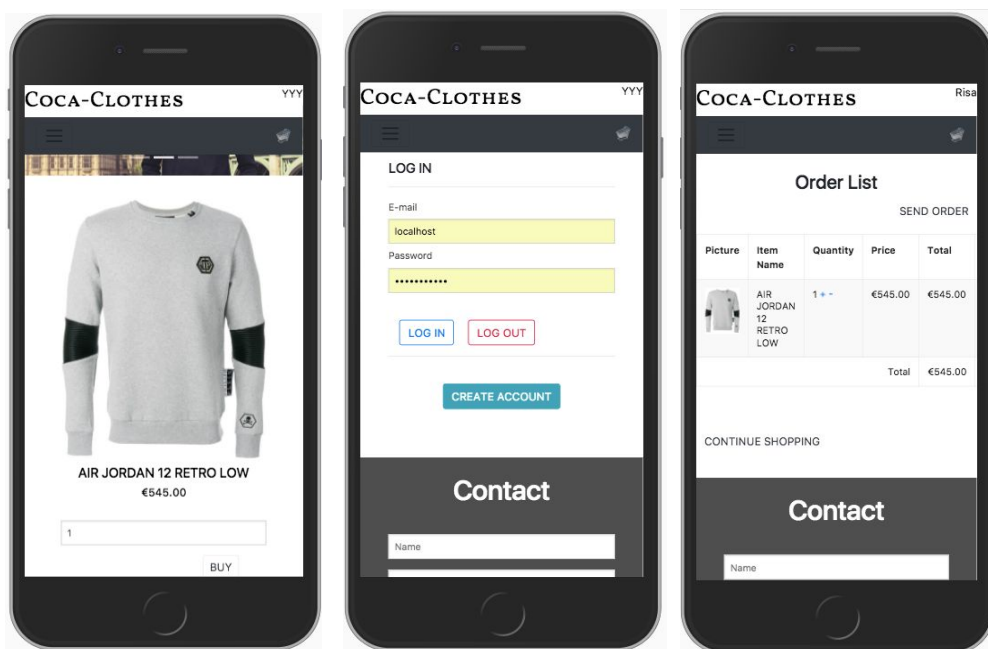 COCA-CLOTHES
YYY
AIR JORDAN 12 RETRO LOW
€545.00
1
BUY
COCA-CLOTHES
YYY
LOG IN
E-mail
localhost
Password
•••••••••••
LOG IN
LOG OUT
CREATE ACCOUNT
Contact
Name
COCA-CLOTHES
Risa
Order List
SEND ORDER
Picture Item Name Quantity Price Total
AIR JORDAN 12 RETRO LOW 1 + - €545.00 €545.00
Total €545.00
CONTINUE SHOPPING
Contact
Name